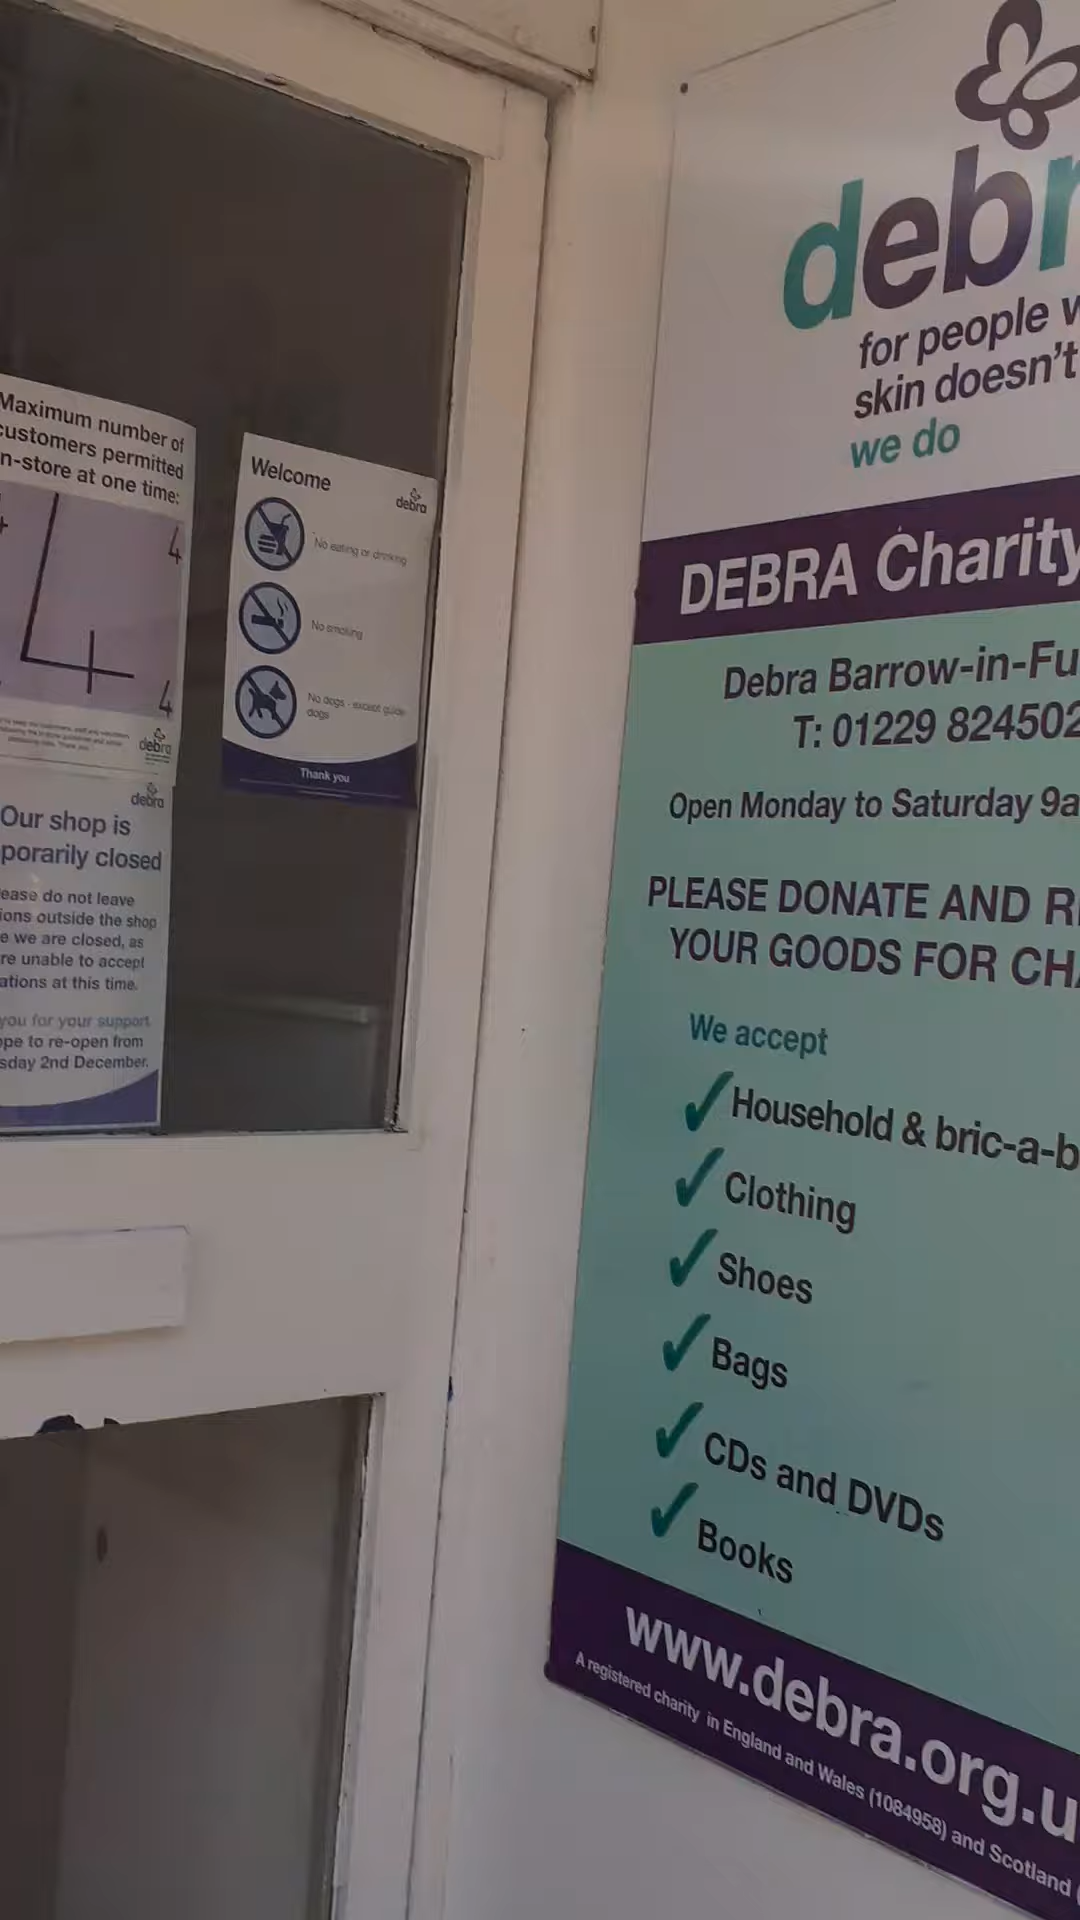 Maximum number of
customers permitted
n-store at one time:
4
4
4
debra
debra
Our shop is
porarily closed
ease do not leave
ions outside the shop
e we are closed, as
re unable to accept
ations at this time.
you for your support
ope to re-open from
sday 2nd December.
Welcome
debra
No eating or drinking
No smoking
No dogs - except guide
dogs
Thank you
debr
for people w
skin doesn't
we do
DEBRA Charity
Debra Barrow-in-Fu
T: 01229 824502
Open Monday to Saturday 9a
PLEASE DONATE AND R
YOUR GOODS FOR CHA
We accept
Household & bric-a-b
Clothing
Shoes
Bags
CDs and DVDs
Books
www.debra.org.u
A registered charity in England and Wales (1084958) and Scotland (